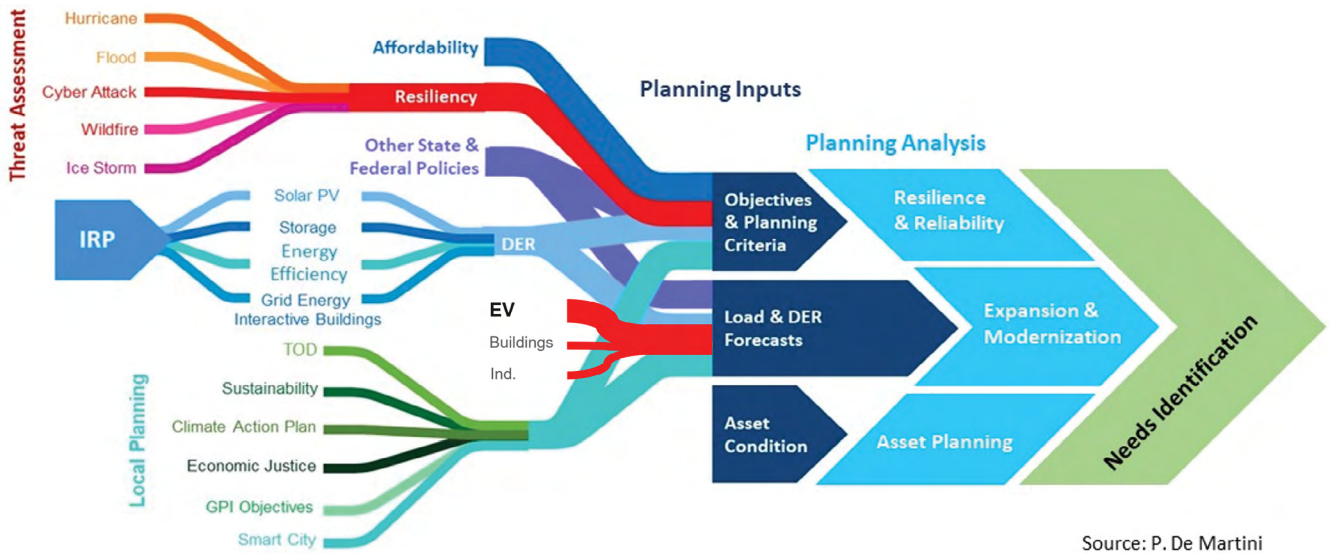 Threat Assessment
Hurricane
Flood
Cyber Attack
Wildfire
Ice Storm
Resiliency
Affordability
Other State &
Federal Policies
IRP
Solar PV
Storage
Energy
Efficiency
Grid Energy
Interactive Buildings
DER
EV
Buildings
Ind.
Local Planning
TOD
Sustainability
Climate Action Plan
Economic Justice
GPI Objectives
Smart City
Planning Inputs
Objectives
& Planning
Criteria
Load & DER
Forecasts
Asset
Condition
Planning Analysis
Resilience
& Reliability
Expansion &
Modernization
Asset Planning
Needs Identification
Source: P. De Martini